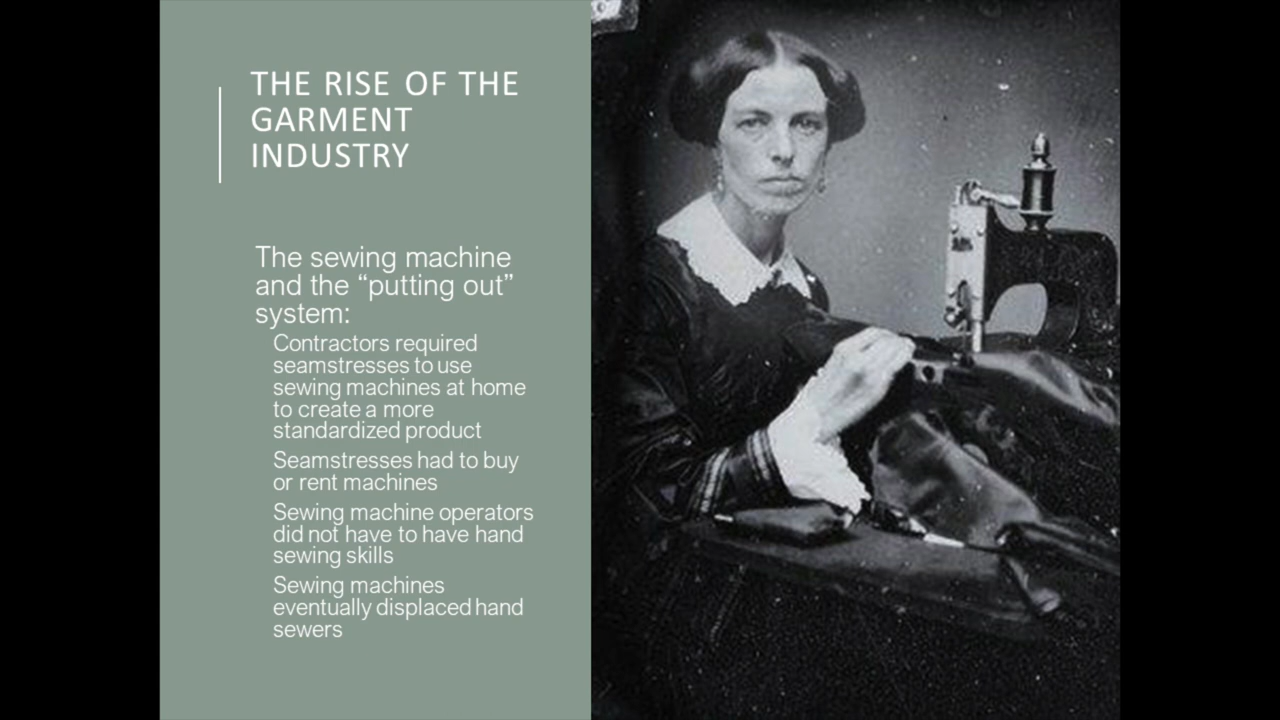 THE RISE OF THE
GARMENT
INDUSTRY
The sewing machine
and the “putting out”
system:
Contractors required
seamstresses to use
sewing machines at home
to create a more
standardized product
Seamstresses had to buy
or rent machines
Sewing machine operators
did not have to have hand
sewing skills
Sewing machines
eventually displaced hand
sewers